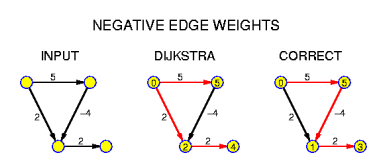 NEGATIVE EDGE WEIGHTS
INPUT DIJKSTRA CORRECT
5 0 5 5 0 5 5
2 −4 2 −4 2 −4
2 2 2 4 1 2 3